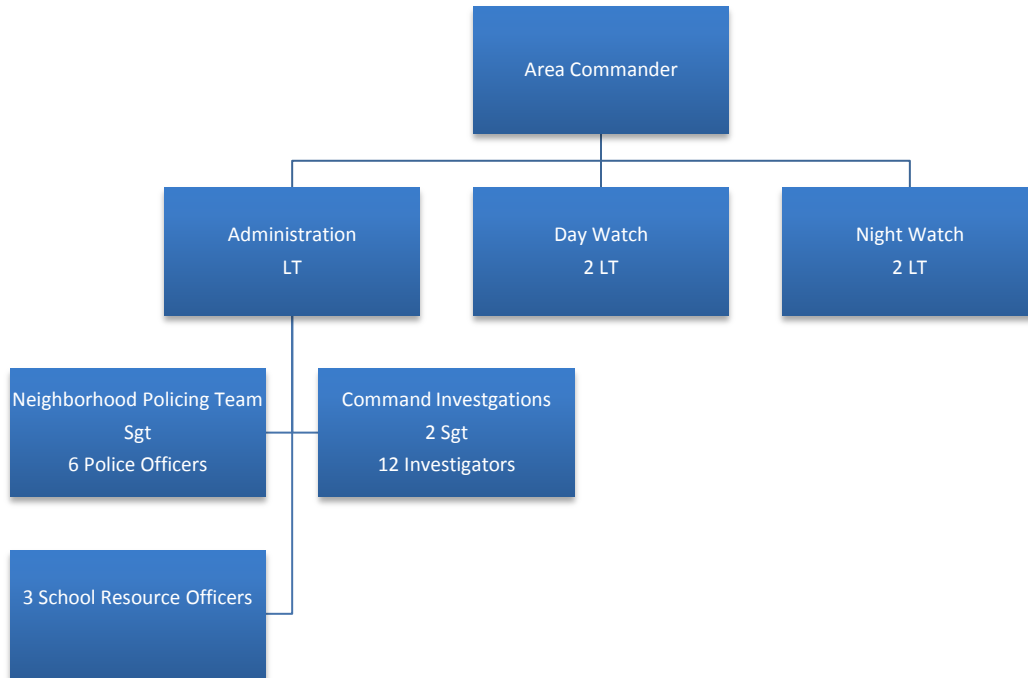 Area Commander
Administration
LT
Day Watch
2 LT
Night Watch
2 LT
Neighborhood Policing Team
Sgt
6 Police Officers
Command Investgations
2 Sgt
12 Investigators
3 School Resource Officers